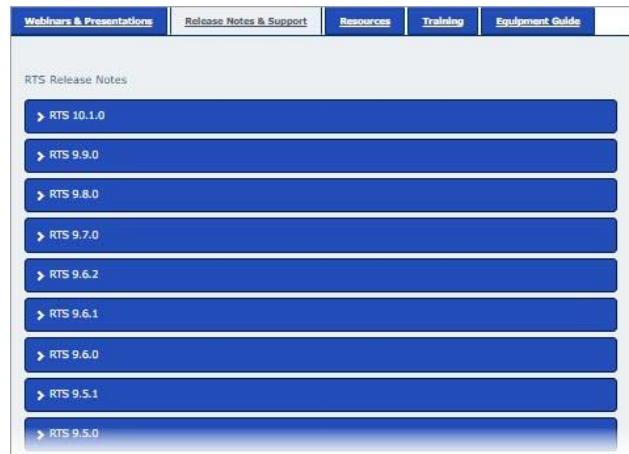 Webinars & Presentations Release Notes & Support Resources Training Equipment Guide
RTS Release Notes
RTS 10.1.0
RTS 9.9.0
RTS 9.8.0
RTS 9.7.0
RTS 9.6.2
RTS 9.6.1
RTS 9.6.0
RTS 9.5.1
RTS 9.5.0